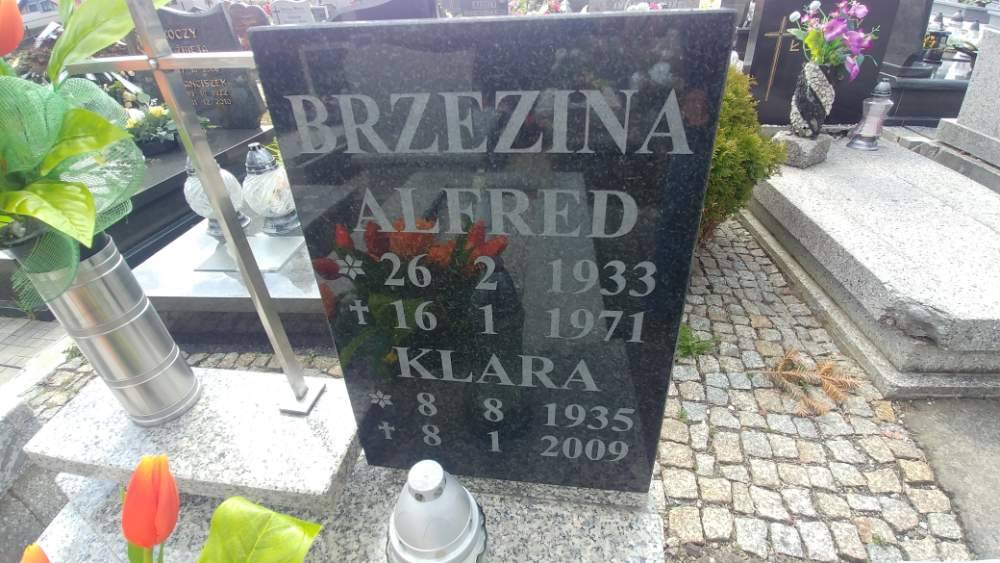 BRZEZINA
ALFRED
26 2 1933
16 1 1971
KLARA
8 8 1935
8 1 2009